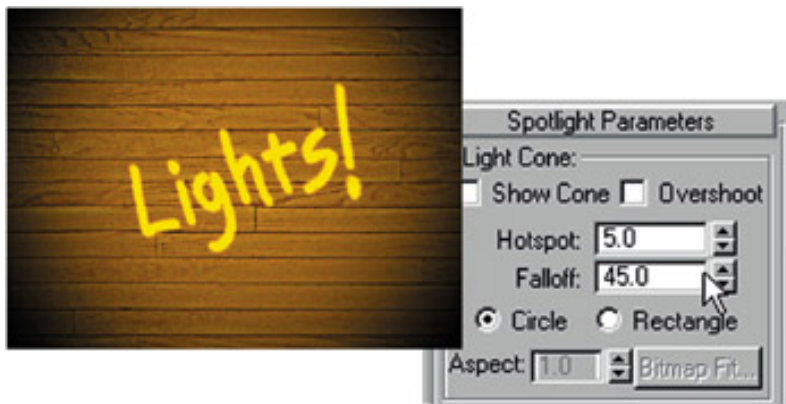 Lights!
Spotlight Parameters
Light Cone:
Show Cone Overshoot
Hotspot: 5.0
Falloff: 45.0
Circle Rectangle
Aspect: 1.0 Bitmap Fit...